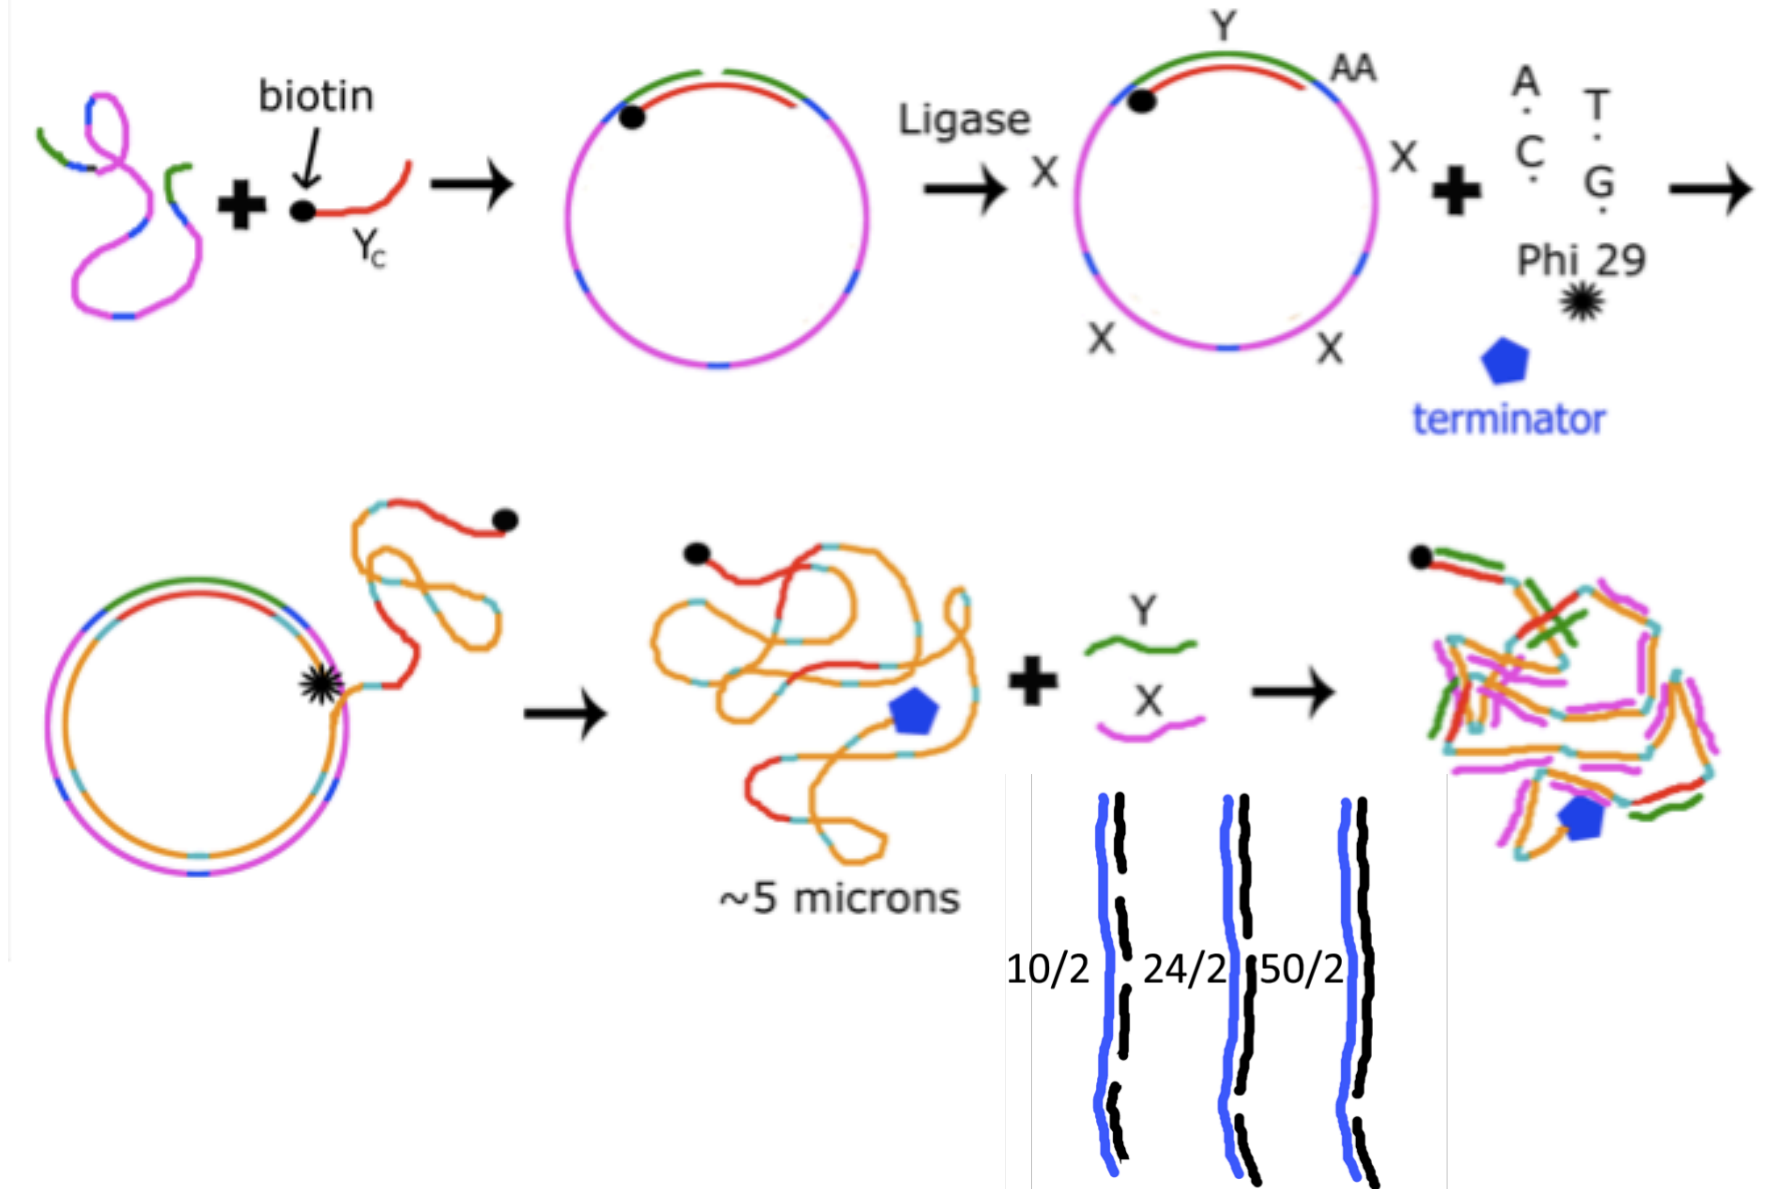 biotin
Yc
Ligase
Y
AA
X
X
X
X
A
T
C
G
Phi 29
terminator
~5 microns
Y
X
10/2
24/2
50/2